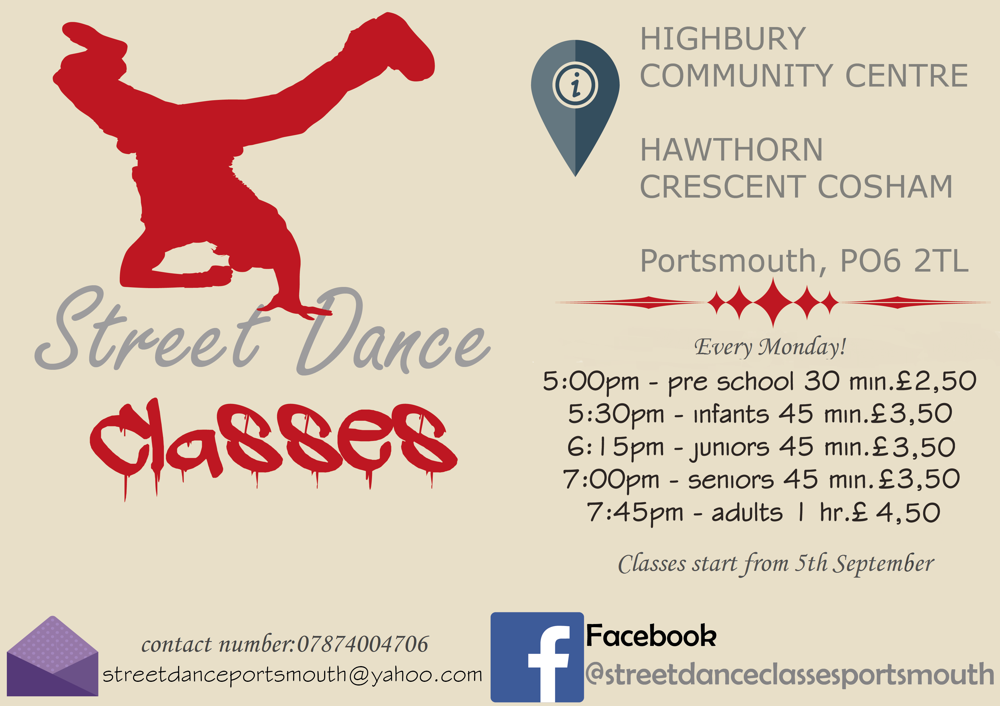 Street Dance
classes
HIGHBURY
COMMUNITY CENTRE
HAWTHORN
CRESCENT COSHAM
Portsmouth, PO6 2TL
Every Monday!
5:00pm - pre school 30 min.£2,50
5:30pm - infants 45 min.£3,50
6:15pm - juniors 45 min.£3,50
7:00pm - seniors 45 min.£3,50
7:45pm - adults 1 hr.£ 4,50
Classes start from 5th September
contact number:07874004706
streetdanceportsmouth@yahoo.com
Facebook
@streetdanceclassesportsmouth